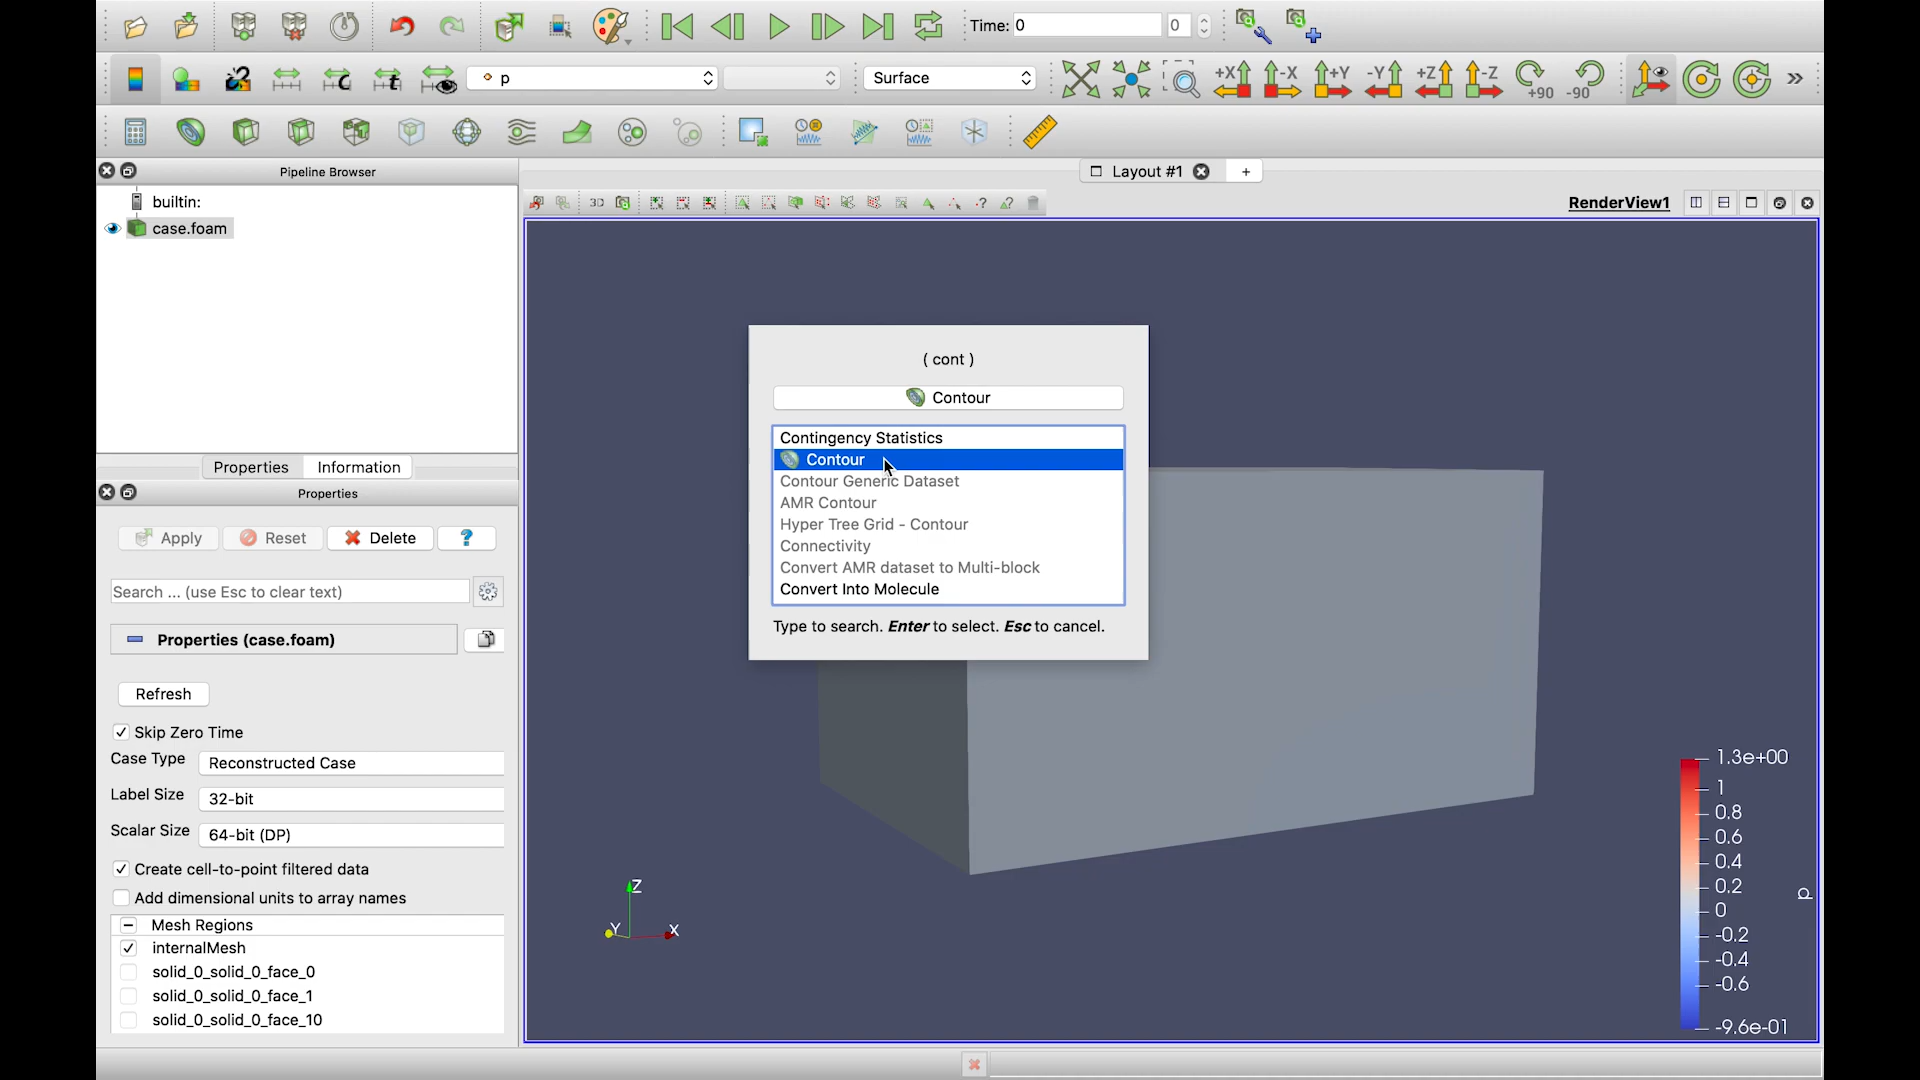 Time: 0
0
p
Surface
+X
-X
+Y
-Y
+Z
-Z
+90
-90
»
Pipeline Browser
Layout #1
+
builtin:
case.foam
3D
RenderView1
( cont )
Contour
Contingency Statistics
Contour
Contour Generic Dataset
AMR Contour
Hyper Tree Grid - Contour
Connectivity
Convert AMR dataset to Multi-block
Convert Into Molecule
Type to search. Enter to select. Esc to cancel.
Properties
Information
Properties
Apply
Reset
Delete
?
Search ... (use Esc to clear text)
Properties (case.foam)
Refresh
Skip Zero Time
Case Type
Reconstructed Case
Label Size
32-bit
Scalar Size
64-bit (DP)
Create cell-to-point filtered data
Add dimensional units to array names
Mesh Regions
internalMesh
solid_0_solid_0_face_0
solid_0_solid_0_face_1
solid_0_solid_0_face_10
Z
Y
X
1.3e+00
1
0.8
0.6
0.4
0.2
0
-0.2
-0.4
-0.6
-9.6e-01
p